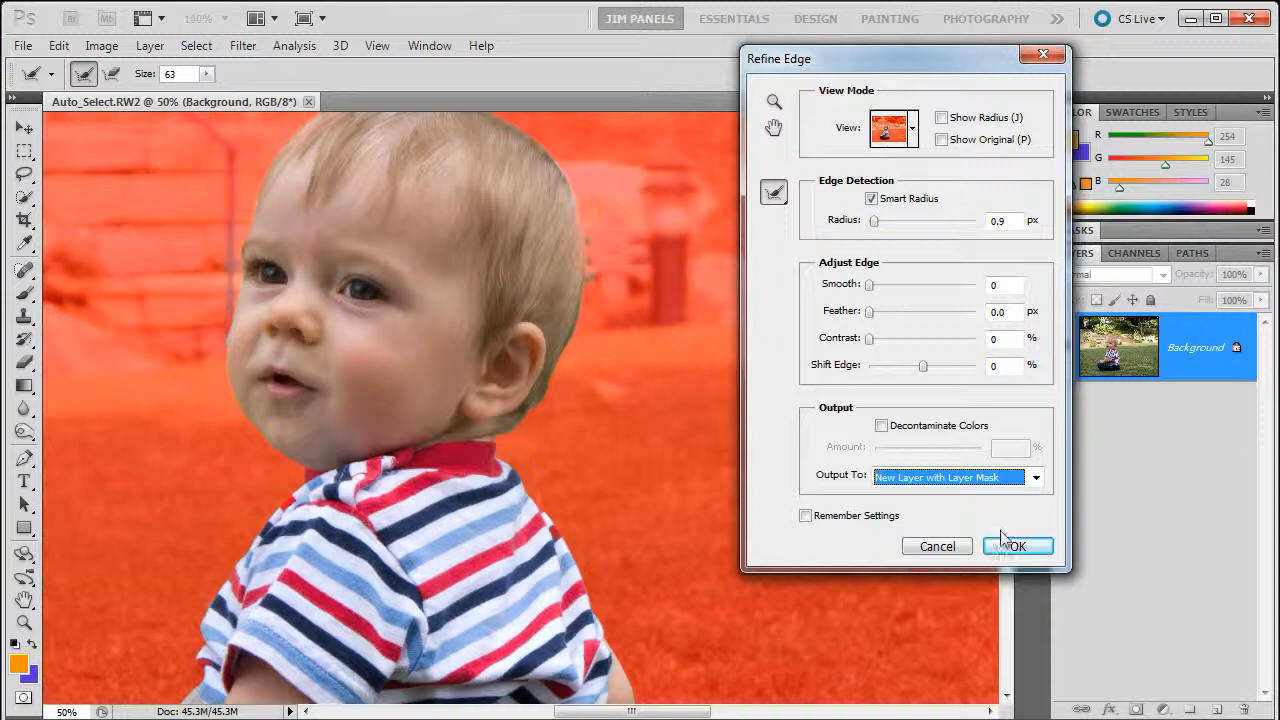 Ps Br Mb 100% JIM PANELS ESSENTIALS DESIGN PAINTING PHOTOGRAPHY CS Live
File Edit Image Layer Select Filter Analysis 3D View Window Help
Size: 63
Auto_Select.RW2 @ 50% (Background, RGB/8*)
Refine Edge
View Mode
View:
Show Radius (J)
Show Original (P)
Edge Detection
Smart Radius
Radius: 0.9 px
Adjust Edge
Smooth: 0
Feather: 0.0 px
Contrast: 0 %
Shift Edge: 0 %
Output
Decontaminate Colors
Amount: %
Output To: New Layer with Layer Mask
Remember Settings
Cancel OK
SWATCHES STYLES
R 254
G 145
B 28
CHANNELS PATHS
Opacity: 100%
Fill: 100%
Background
50% Doc: 45.3M/45.3M